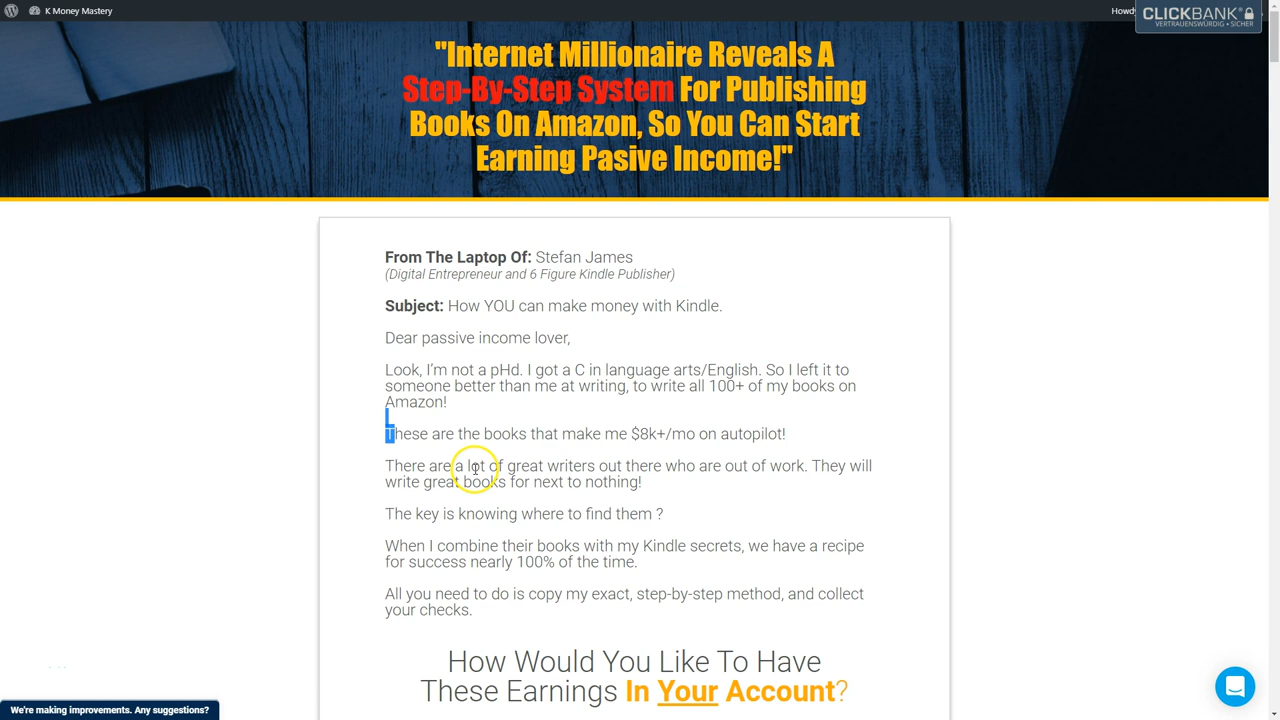 K Money Mastery
Howd
CLICKBANK
VERTRAUENSWÜRDIG • SICHER
"Internet Millionaire Reveals A
Step-By-Step System For Publishing
Books On Amazon, So You Can Start
Earning Pasive Income!"
From The Laptop Of: Stefan James
(Digital Entrepreneur and 6 Figure Kindle Publisher)
Subject: How YOU can make money with Kindle.
Dear passive income lover,
Look, I'm not a pHd. I got a C in language arts/English. So I left it to
someone better than me at writing, to write all 100+ of my books on
Amazon!
These are the books that make me $8k+/mo on autopilot!
There are a lot of great writers out there who are out of work. They will
write great books for next to nothing!
The key is knowing where to find them ?
When I combine their books with my Kindle secrets, we have a recipe
for success nearly 100% of the time.
All you need to do is copy my exact, step-by-step method, and collect
your checks.
How Would You Like To Have
These Earnings In Your Account?
We're making improvements. Any suggestions?